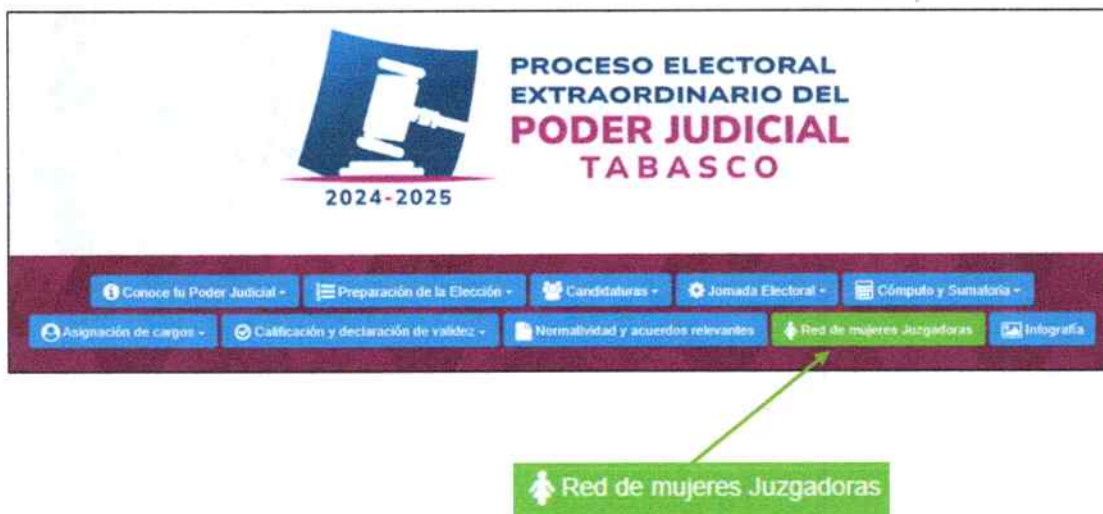 PROCESO ELECTORAL
EXTRAORDINARIO DEL
PODER JUDICIAL
TABASCO
2024-2025
Conoce tu Poder Judicial
Preparación de la Elección
Candidaturas
Jornada Electoral
Cómputo y Sumatoria
Asignación de cargos
Calificación y declaración de validez
Normatividad y acuerdos relevantes
Red de mujeres Juzgadoras
Infografía
Red de mujeres Juzgadoras